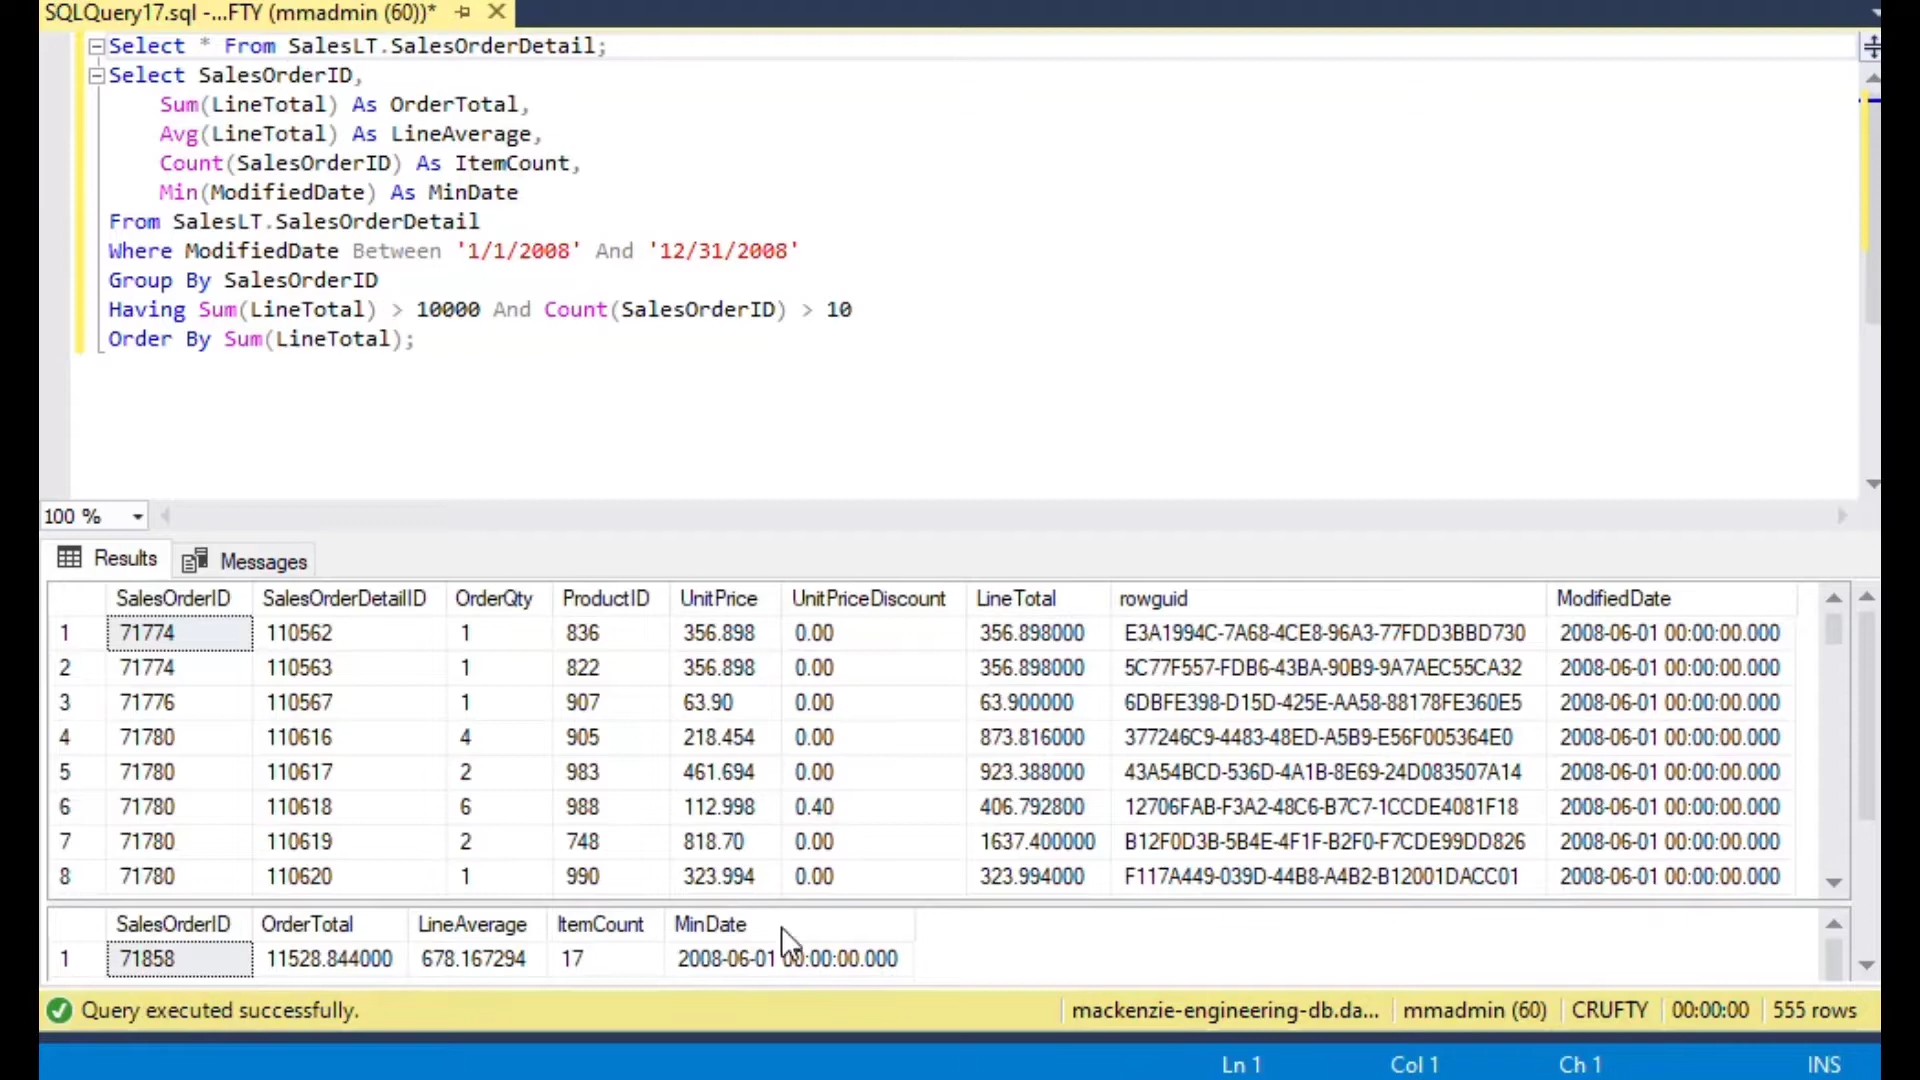 SQLQuery17.sql -...FTY (mmadmin (60))*
Select * From SalesLT.SalesOrderDetail;
Select SalesOrderID,
Sum(LineTotal) As OrderTotal,
Avg(LineTotal) As LineAverage,
Count(SalesOrderID) As ItemCount,
Min(ModifiedDate) As MinDate
From SalesLT.SalesOrderDetail
Where ModifiedDate Between '1/1/2008' And '12/31/2008'
Group By SalesOrderID
Having Sum(LineTotal) > 10000 And Count(SalesOrderID) > 10
Order By Sum(LineTotal);
100 %
Results Messages
SalesOrderID SalesOrderDetailID OrderQty ProductID UnitPrice UnitPriceDiscount LineTotal rowguid ModifiedDate
1 71774 110562 1 836 356.898 0.00 356.898000 E3A1994C-7A68-4CE8-96A3-77FDD3BBD730 2008-06-01 00:00:00.000
2 71774 110563 1 822 356.898 0.00 356.898000 5C77F557-FDB6-43BA-90B9-9A7AEC55CA32 2008-06-01 00:00:00.000
3 71776 110567 1 907 63.90 0.00 63.900000 6DBFE398-D15D-425E-AA58-88178FE360E5 2008-06-01 00:00:00.000
4 71780 110616 4 905 218.454 0.00 873.816000 377246C9-4483-48ED-A5B9-E56F005364E0 2008-06-01 00:00:00.000
5 71780 110617 2 983 461.694 0.00 923.388000 43A54BCD-536D-4A1B-8E69-24D083507A14 2008-06-01 00:00:00.000
6 71780 110618 6 988 112.998 0.40 406.792800 12706FAB-F3A2-48C6-B7C7-1CCDE4081F18 2008-06-01 00:00:00.000
7 71780 110619 2 748 818.70 0.00 1637.400000 B12F0D3B-5B4E-4F1F-B2F0-F7CDE99DD826 2008-06-01 00:00:00.000
8 71780 110620 1 990 323.994 0.00 323.994000 F117A449-039D-44B8-A4B2-B12001DACC01 2008-06-01 00:00:00.000
SalesOrderID OrderTotal LineAverage ItemCount MinDate
1 71858 11528.844000 678.167294 17 2008-06-01 00:00:00.000
Query executed successfully. mackenzie-engineering-db.da... mmadmin (60) CRUFTY 00:00:00 555 rows
Ln 1 Col 1 Ch 1 INS